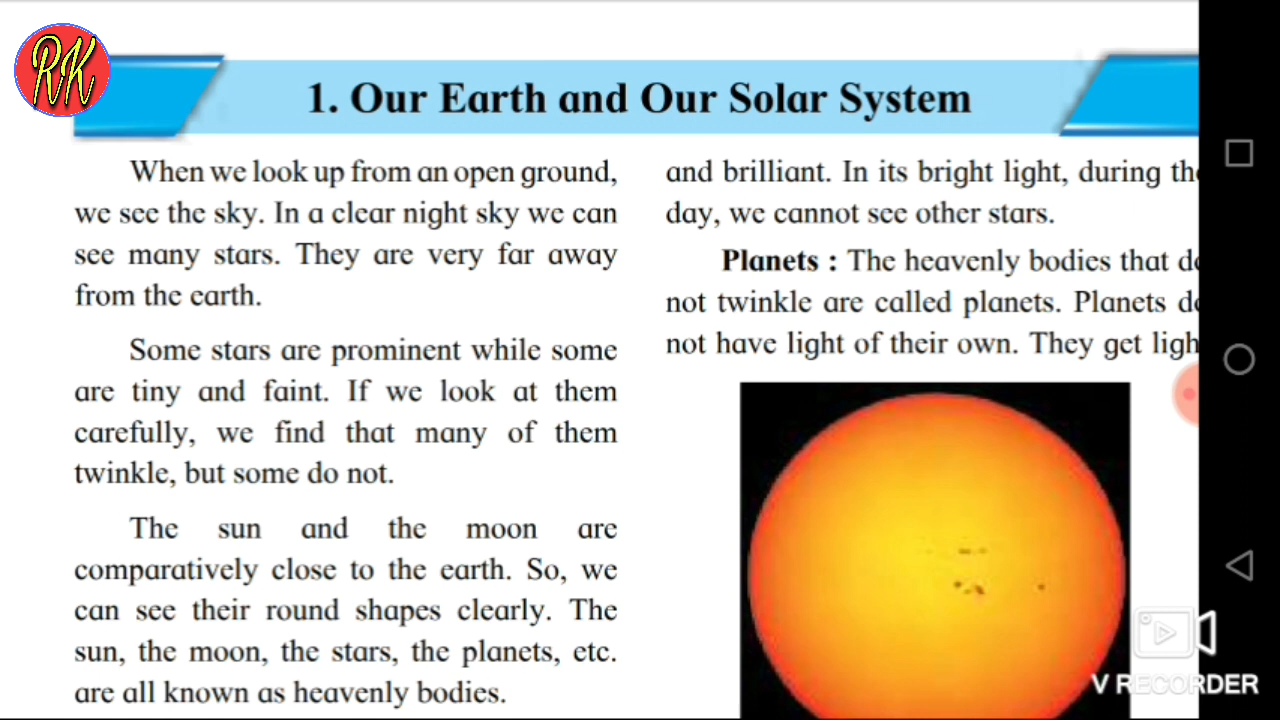 RK
1. Our Earth and Our Solar System
When we look up from an open ground,
we see the sky. In a clear night sky we can
see many stars. They are very far away
from the earth.
Some stars are prominent while some
are tiny and faint. If we look at them
carefully, we find that many of them
twinkle, but some do not.
The sun and the moon are
comparatively close to the earth. So, we
can see their round shapes clearly. The
sun, the moon, the stars, the planets, etc.
are all known as heavenly bodies.
and brilliant. In its bright light, during the
day, we cannot see other stars.
Planets : The heavenly bodies that do
not twinkle are called planets. Planets do
not have light of their own. They get ligh
V RECORDER